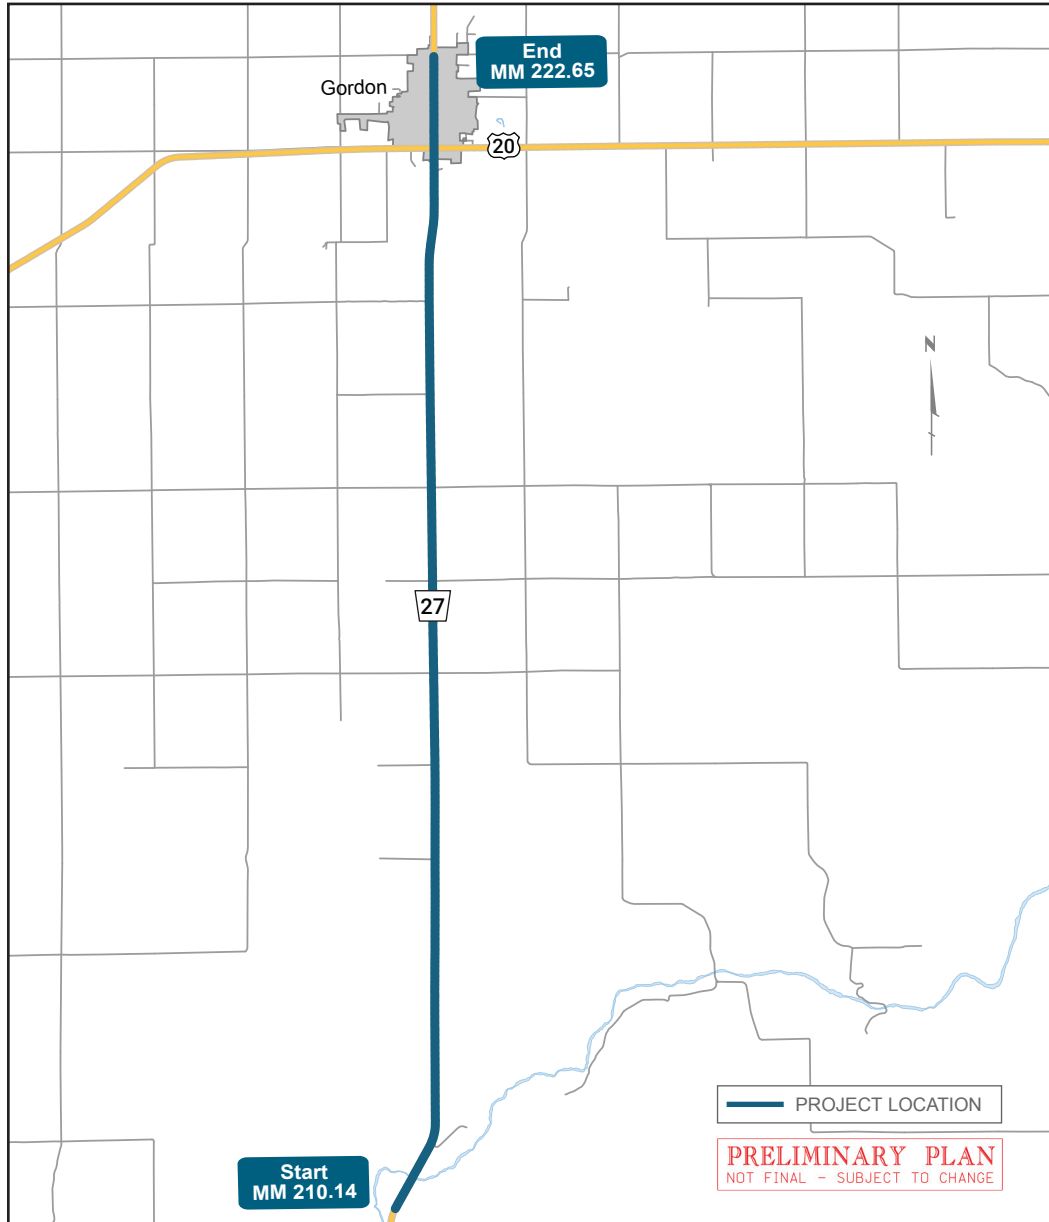 End
MM 222.65
Gordon
20
N
27
PROJECT LOCATION
PRELIMINARY PLAN
NOT FINAL - SUBJECT TO CHANGE
Start
MM 210.14